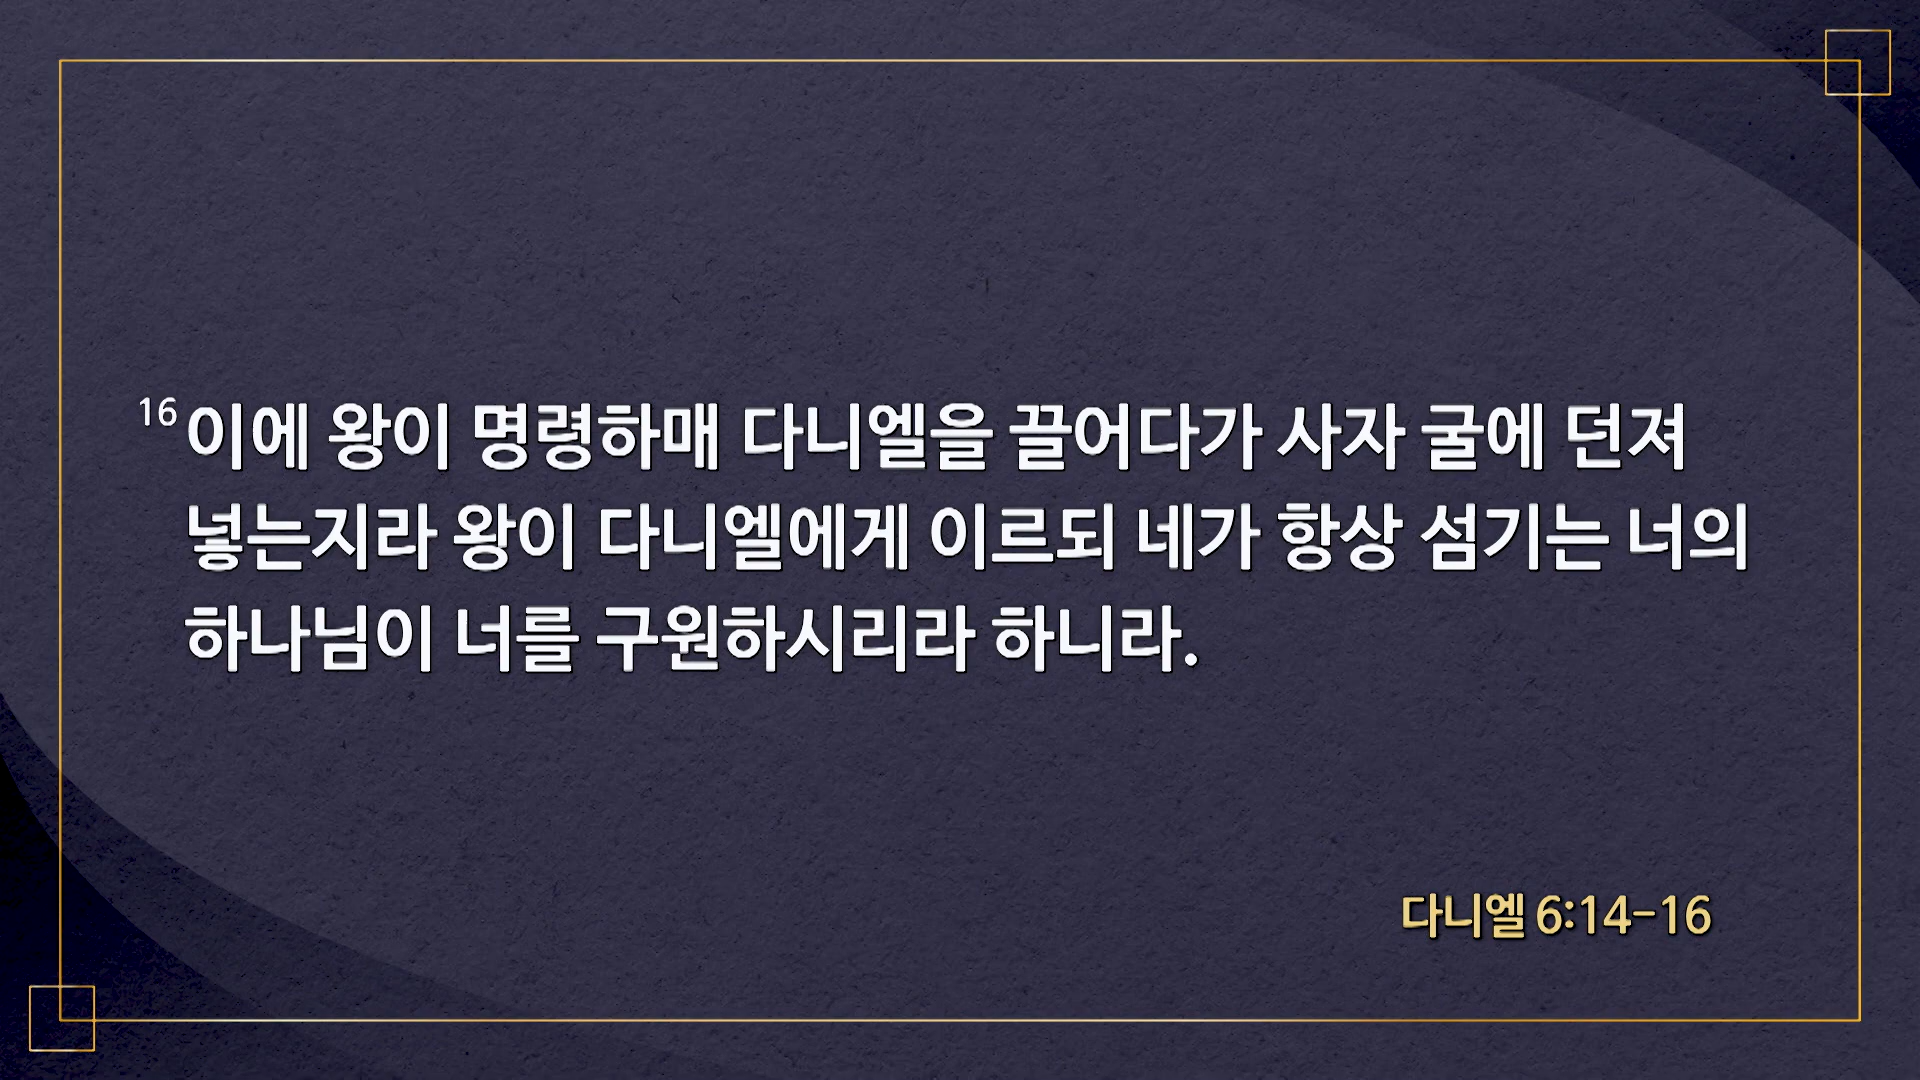 16 이에 왕이 명령하매 다니엘을 끌어다가 사자 굴에 던져
넣는지라 왕이 다니엘에게 이르되 네가 항상 섬기는 너의
하나님이 너를 구원하시리라 하니라.
다니엘 6:14-16